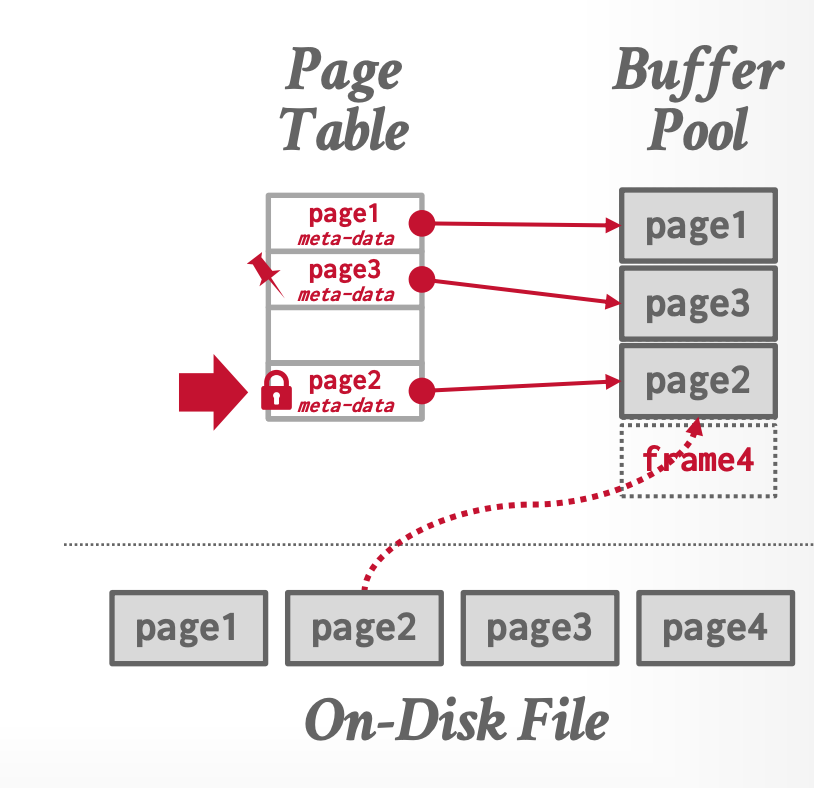 Page
Table
Buffer
Pool
page1
meta-data
page3
meta-data
page2
meta-data
page1
page3
page2
frame4
page1
page2
page3
page4
On-Disk File